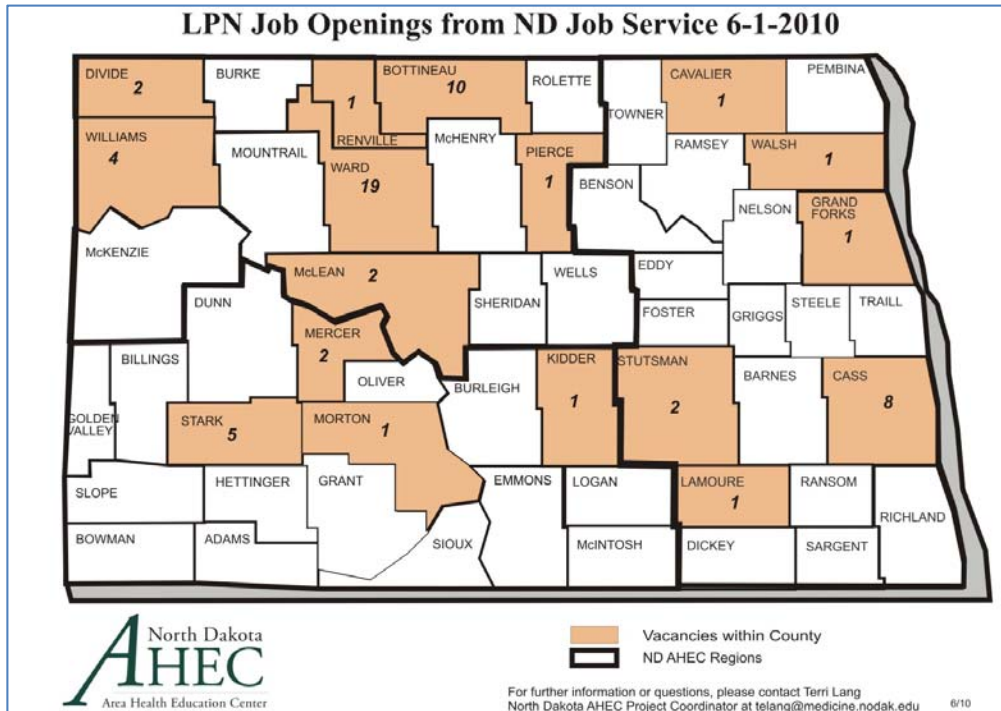 LPN Job Openings from ND Job Service 6-1-2010
DIVIDE
2
BURKE
1
RENVILLE
BOTTINEAU
10
ROLETTE
TOWNER
CAVALIER
1
PEMBINA
WILLIAMS
4
MOUNTRAIL
WARD
19
McHENRY
PIERCE
1
BENSON
RAMSEY
WALSH
1
NELSON
GRAND
FORKS
1
McKENZIE
DUNN
McLEAN
2
SHERIDAN
WELLS
EDDY
FOSTER
GRIGGS
STEELE
TRAILL
BILLINGS
MERCER
2
OLIVER
BURLEIGH
KIDDER
1
STUTSMAN
2
BARNES
CASS
8
GOLDEN
VALLEY
STARK
5
MORTON
1
SLOPE
HETTINGER
GRANT
EMMONS
LOGAN
LAMOURE
1
RANSOM
RICHLAND
BOWMAN
ADAMS
SIOUX
McINTOSH
DICKEY
SARGENT
North Dakota
AHEC
Area Health Education Center
Vacancies within County
ND AHEC Regions
For further information or questions, please contact Terri Lang
North Dakota AHEC Project Coordinator at telang@medicine.nodak.edu
6/10